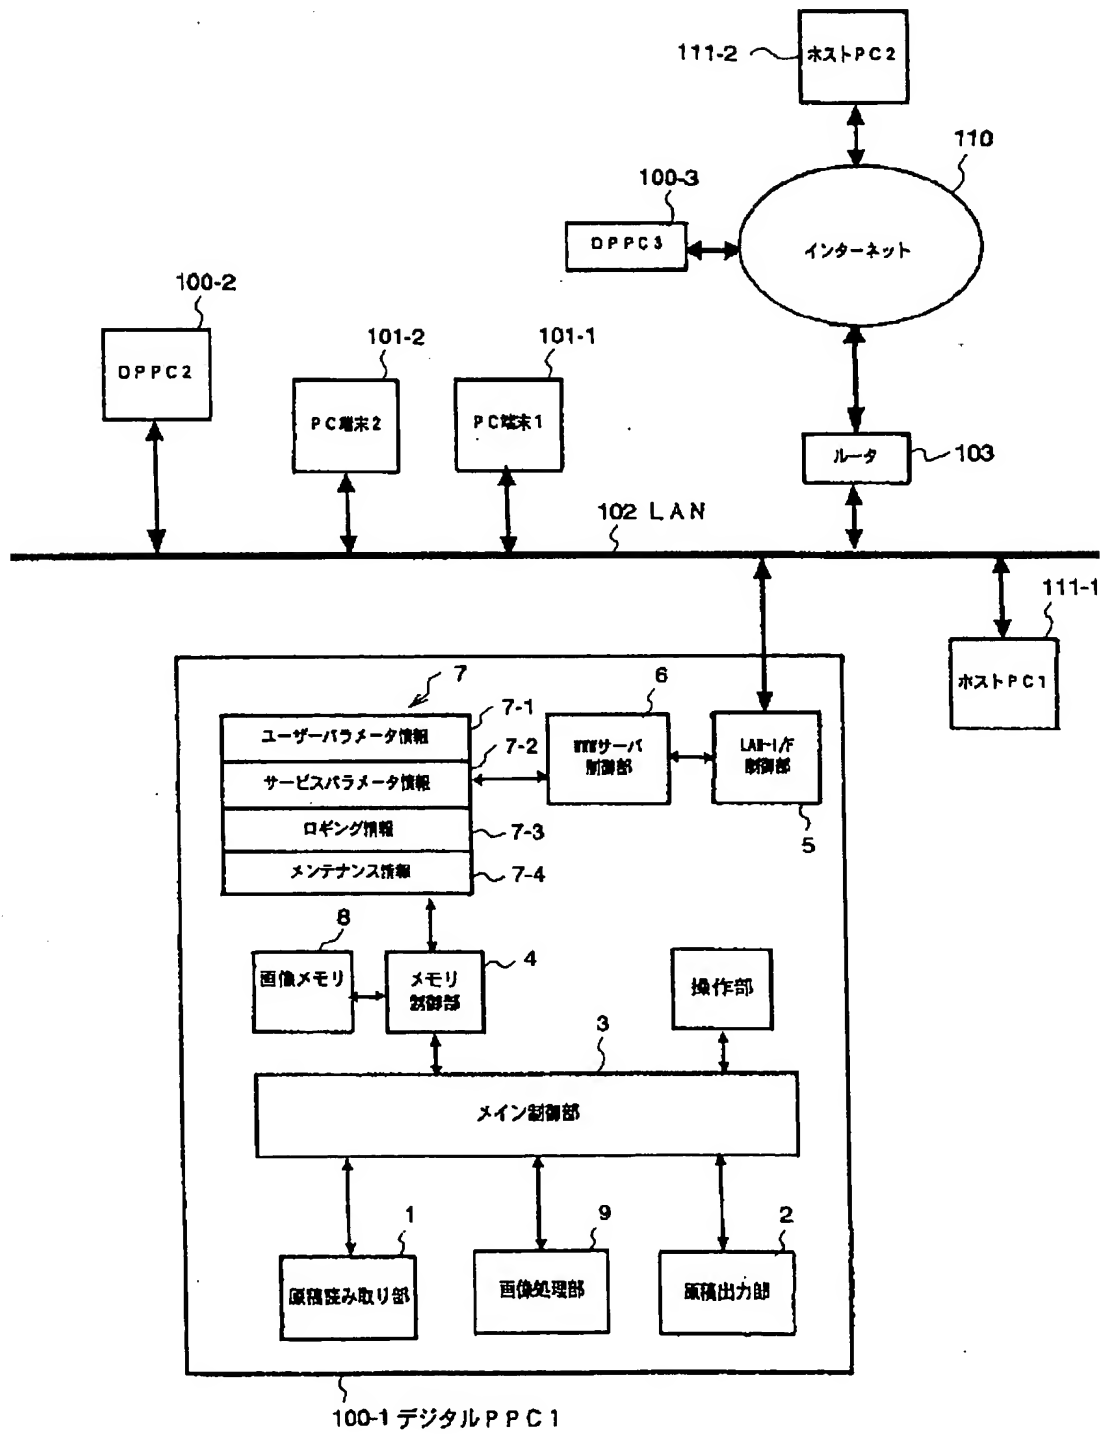 111-2
ホストPC2
110
100-3
DPPC3
インターネット
100-2
DPPC2
101-2
PC端末2
101-1
PC端末1
ルータ
103
102 LAN
111-1
ホストPC1
7
6
7-1
ユーザーパラメータ情報
7-2
サービスパラメータ情報
ロギング情報
7-3
メンテナンス情報
7-4
WWWサーバ
制御部
LAN-I/F
制御部
5
8
画像メモリ
メモリ
制御部
4
操作部
3
メイン制御部
1
原稿読み取り部
9
画像処理部
2
原稿出力部
100-1 デジタルPPC1